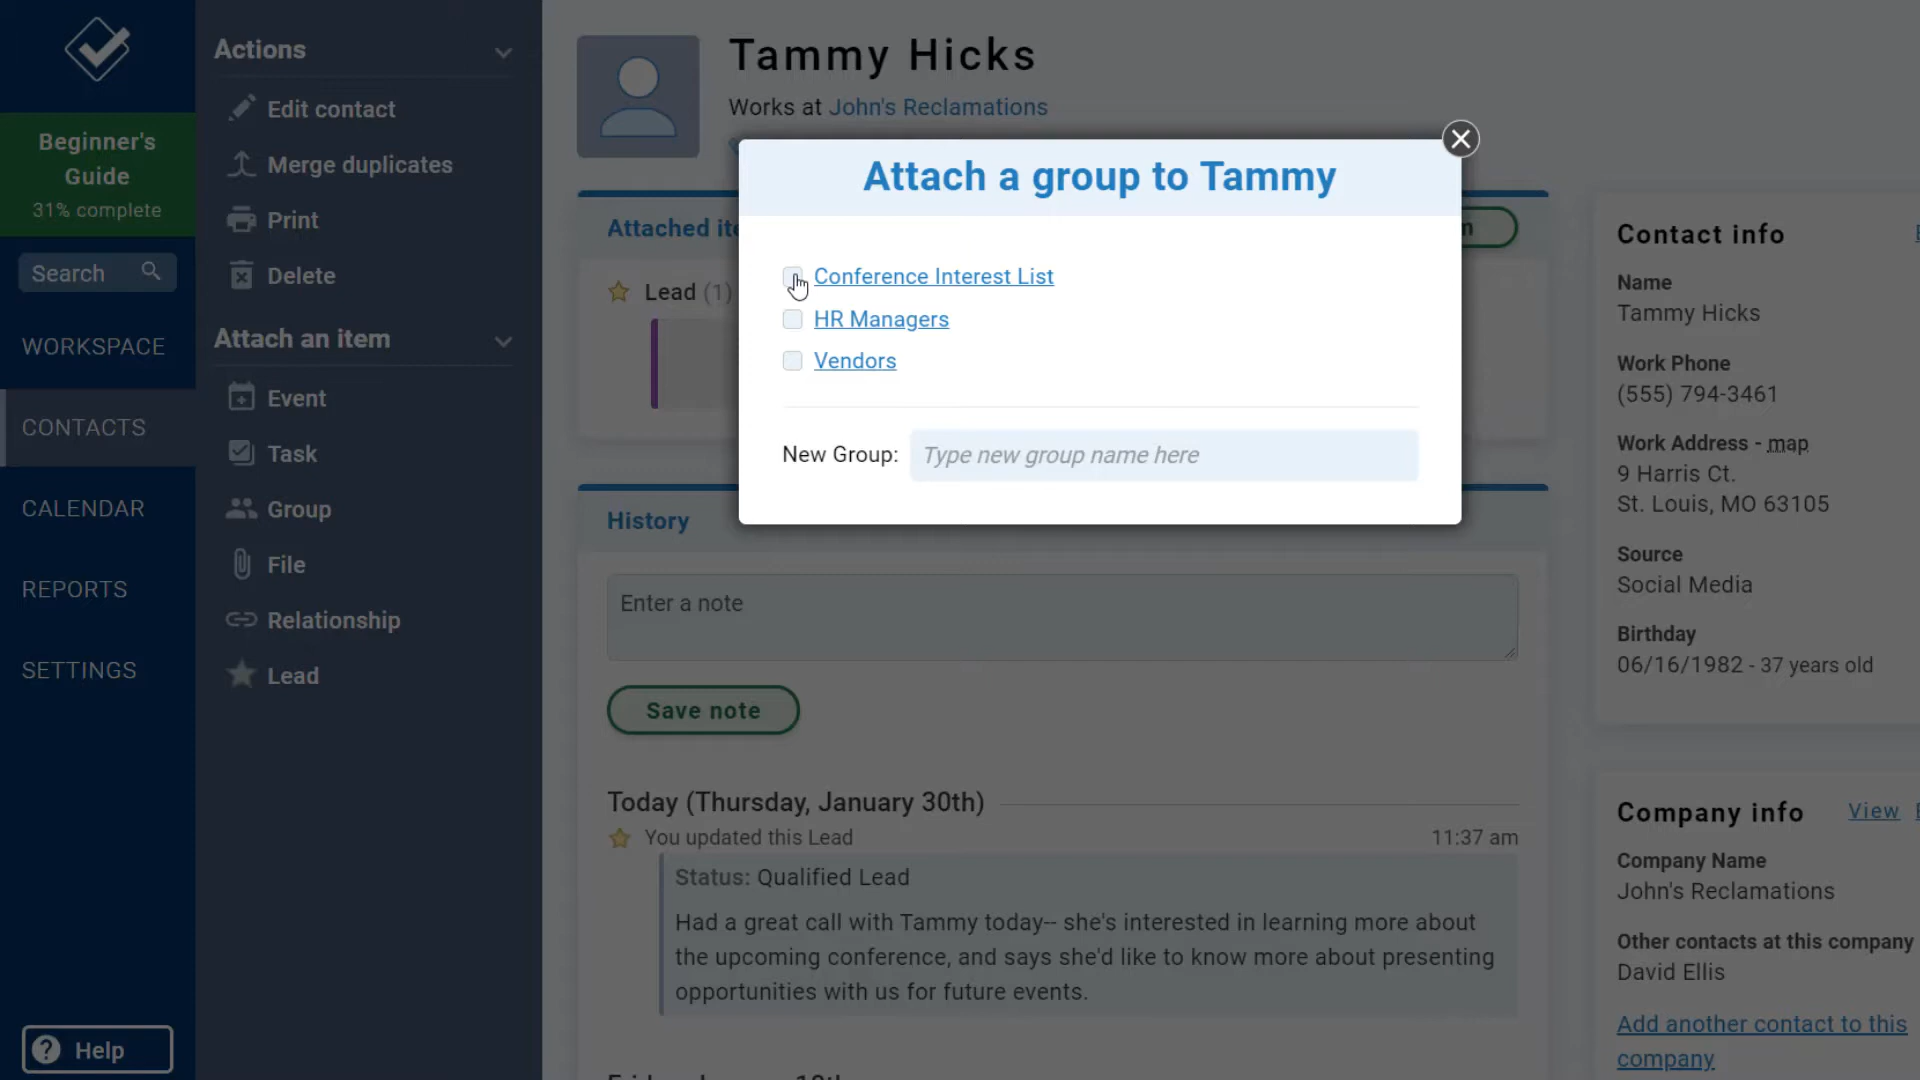 Beginner's
Guide
31% complete
Search
WORKSPACE
CONTACTS
CALENDAR
REPORTS
SETTINGS
Help
Actions
Edit contact
Merge duplicates
Print
Delete
Attach an item
Event
Task
Group
File
Relationship
Lead
Tammy Hicks
Works at John's Reclamations
Attached
Lead (1)
Attach a group to Tammy
Conference Interest List
HR Managers
Vendors
New Group: Type new group name here
History
Enter a note
Save note
Today (Thursday, January 30th)
You updated this Lead 11:37 am
Status: Qualified Lead
Had a great call with Tammy today-- she's interested in learning more about
the upcoming conference, and says she'd like to know more about presenting
opportunities with us for future events.
Contact info
Name
Tammy Hicks
Work Phone
(555) 794-3461
Work Address - map
9 Harris Ct.
St. Louis, MO 63105
Source
Social Media
Birthday
06/16/1982 - 37 years old
Company info View
Company Name
John's Reclamations
Other contacts at this company
David Ellis
Add another contact to this
company